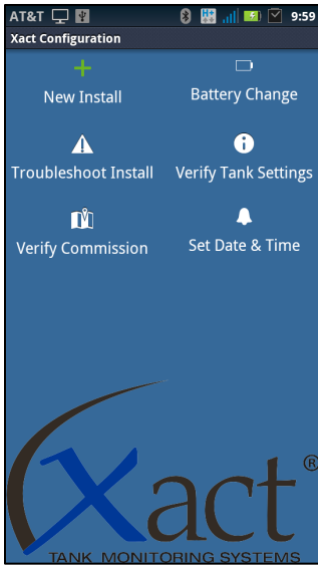 AT&T 9:59
Xact Configuration
New Install Battery Change
Troubleshoot Install Verify Tank Settings
Verify Commission Set Date & Time
Xact®
TANK MONITORING SYSTEMS